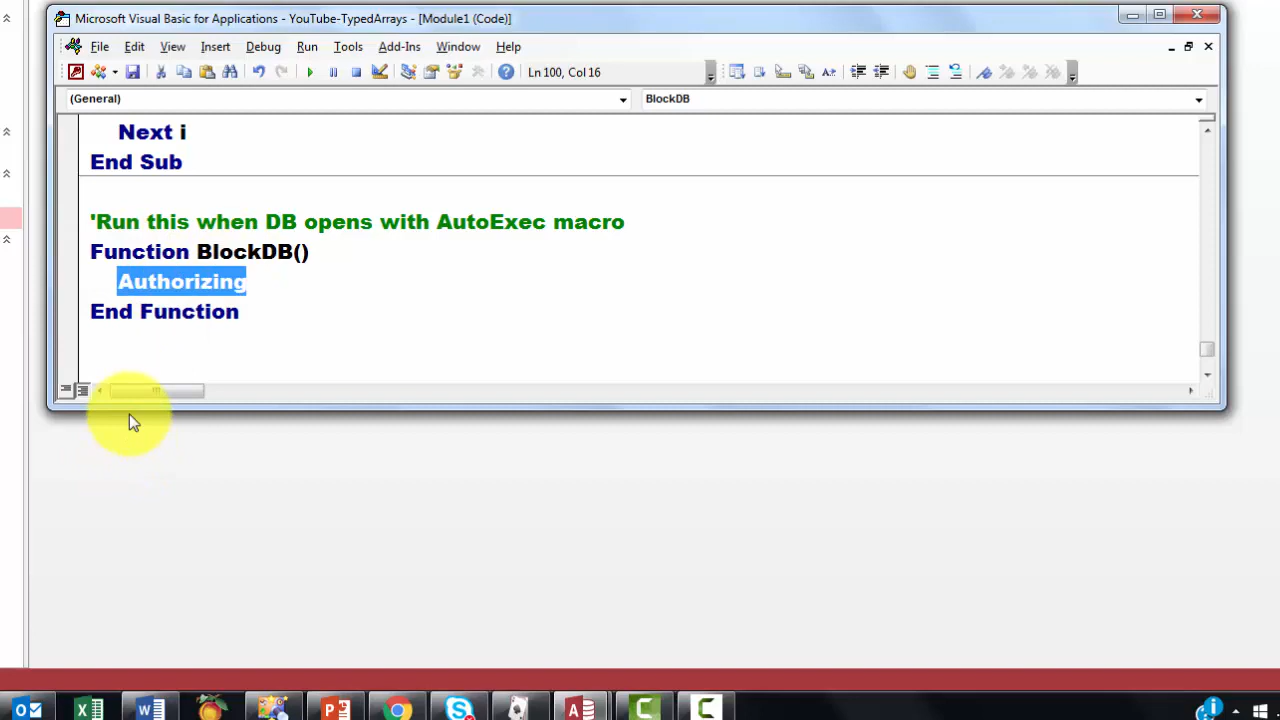 Microsoft Visual Basic for Applications - YouTube-TypedArrays - [Module1 (Code)]
File Edit View Insert Debug Run Tools Add-Ins Window Help
Ln 100, Col 16
(General) BlockDB
Next i
End Sub
'Run this when DB opens with AutoExec macro
Function BlockDB()
Authorizing
End Function